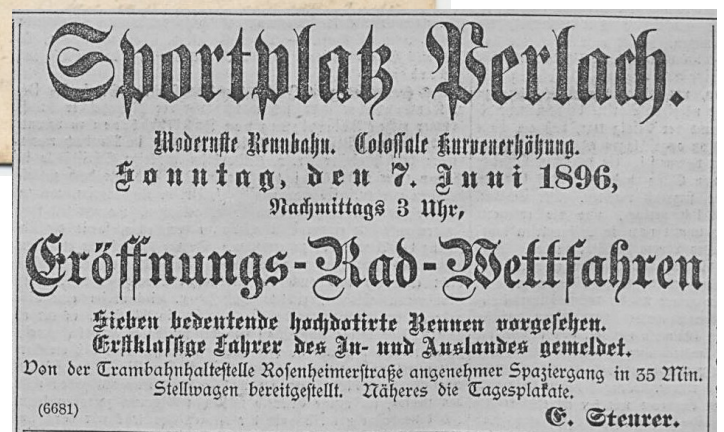 Sportplatz Perlach.
Modernste Rennbahn. Colossale Kurvenerhöhung.
Sonntag, den 7. Juni 1896,
Nachmittags 3 Uhr,
Eröffnungs-Rad-Wettfahren
Sieben bedeutende hochdotirte Rennen vorgesehen.
Erstklassige Fahrer des In- und Auslandes gemeldet.
Von der Trambahnhaltestelle Rosenheimerstraße angenehmer Spaziergang in 35 Min.
Stellwagen bereitgestellt. Näheres die Tagesplakate.
(6681)
E. Steurer.